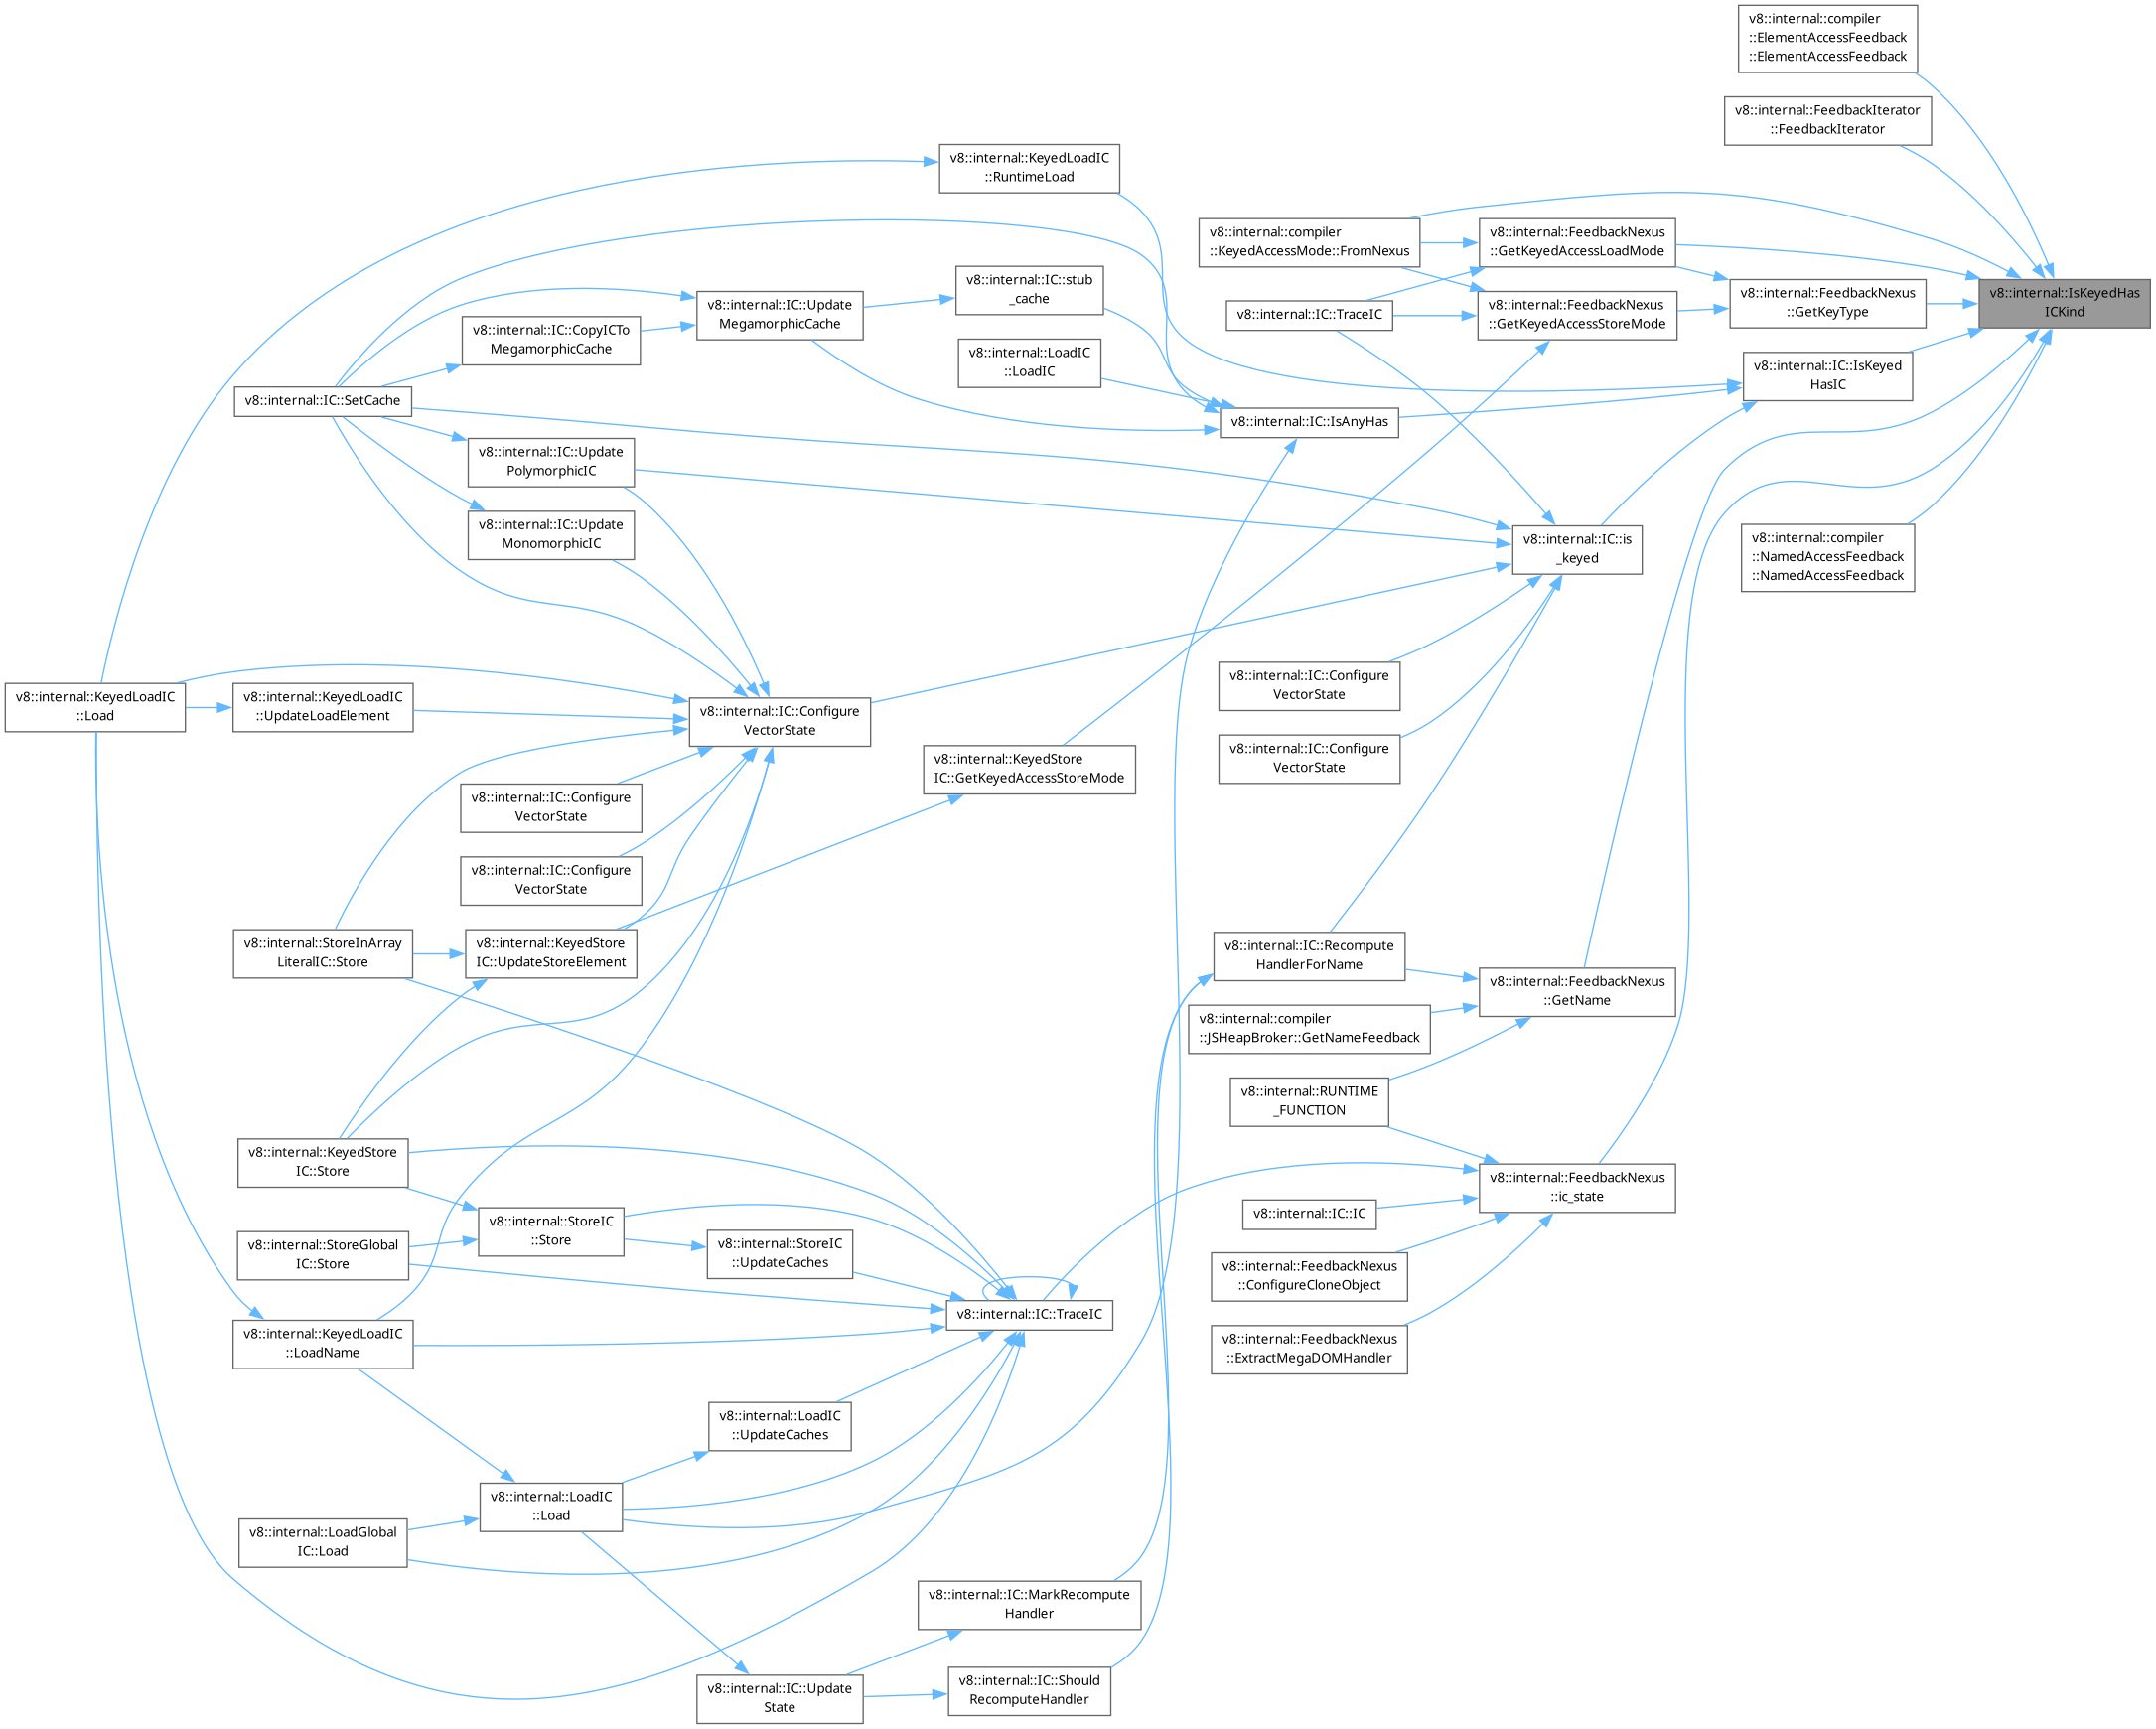 v8::internal::compiler
::ElementAccessFeedback
::ElementAccessFeedback
v8::internal::FeedbackIterator
::FeedbackIterator
v8::internal::KeyedLoadIC
::RuntimeLoad
v8::internal::compiler
::KeyedAccessMode::FromNexus
v8::internal::FeedbackNexus
::GetKeyedAccessLoadMode
v8::internal::IC::stub
_cache
v8::internal::IC::Update
MegamorphicCache
v8::internal::IC::TraceIC
v8::internal::FeedbackNexus
::GetKeyedAccessStoreMode
v8::internal::FeedbackNexus
::GetKeyType
v8::internal::IsKeyedHas
ICKind
v8::internal::IC::CopyICTo
MegamorphicCache
v8::internal::LoadIC
::LoadIC
v8::internal::IC::IsKeyed
HasIC
v8::internal::IC::SetCache
v8::internal::IC::IsAnyHas
v8::internal::IC::Update
PolymorphicIC
v8::internal::IC::Update
MonomorphicIC
v8::internal::IC::is
_keyed
v8::internal::compiler
::NamedAccessFeedback
::NamedAccessFeedback
v8::internal::KeyedLoadIC
::Load
v8::internal::KeyedLoadIC
::UpdateLoadElement
v8::internal::IC::Configure
VectorState
v8::internal::IC::Configure
VectorState
v8::internal::IC::Configure
VectorState
v8::internal::KeyedStore
IC::GetKeyedAccessStoreMode
v8::internal::IC::Configure
VectorState
v8::internal::IC::Configure
VectorState
v8::internal::StoreInArray
LiteralIC::Store
v8::internal::KeyedStore
IC::UpdateStoreElement
v8::internal::IC::Recompute
HandlerForName
v8::internal::FeedbackNexus
::GetName
v8::internal::compiler
::JSHeapBroker::GetNameFeedback
v8::internal::RUNTIME
_FUNCTION
v8::internal::KeyedStore
IC::Store
v8::internal::FeedbackNexus
::ic_state
v8::internal::IC::IC
v8::internal::StoreIC
::Store
v8::internal::StoreGlobal
IC::Store
v8::internal::StoreIC
::UpdateCaches
v8::internal::FeedbackNexus
::ConfigureCloneObject
v8::internal::IC::TraceIC
v8::internal::KeyedLoadIC
::LoadName
v8::internal::FeedbackNexus
::ExtractMegaDOMHandler
v8::internal::LoadIC
::UpdateCaches
v8::internal::LoadIC
::Load
v8::internal::LoadGlobal
IC::Load
v8::internal::IC::MarkRecompute
Handler
v8::internal::IC::Update
State
v8::internal::IC::Should
RecomputeHandler